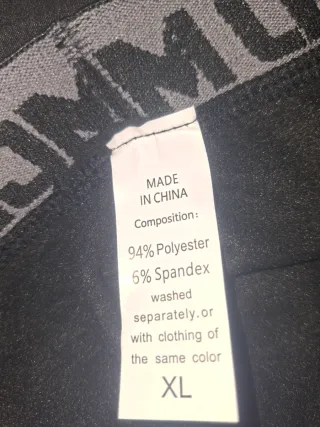 MADE
IN CHINA
Composition:
94% Polyester
6% Spandex
washed
separately.or
with clothing of
the same color
XL